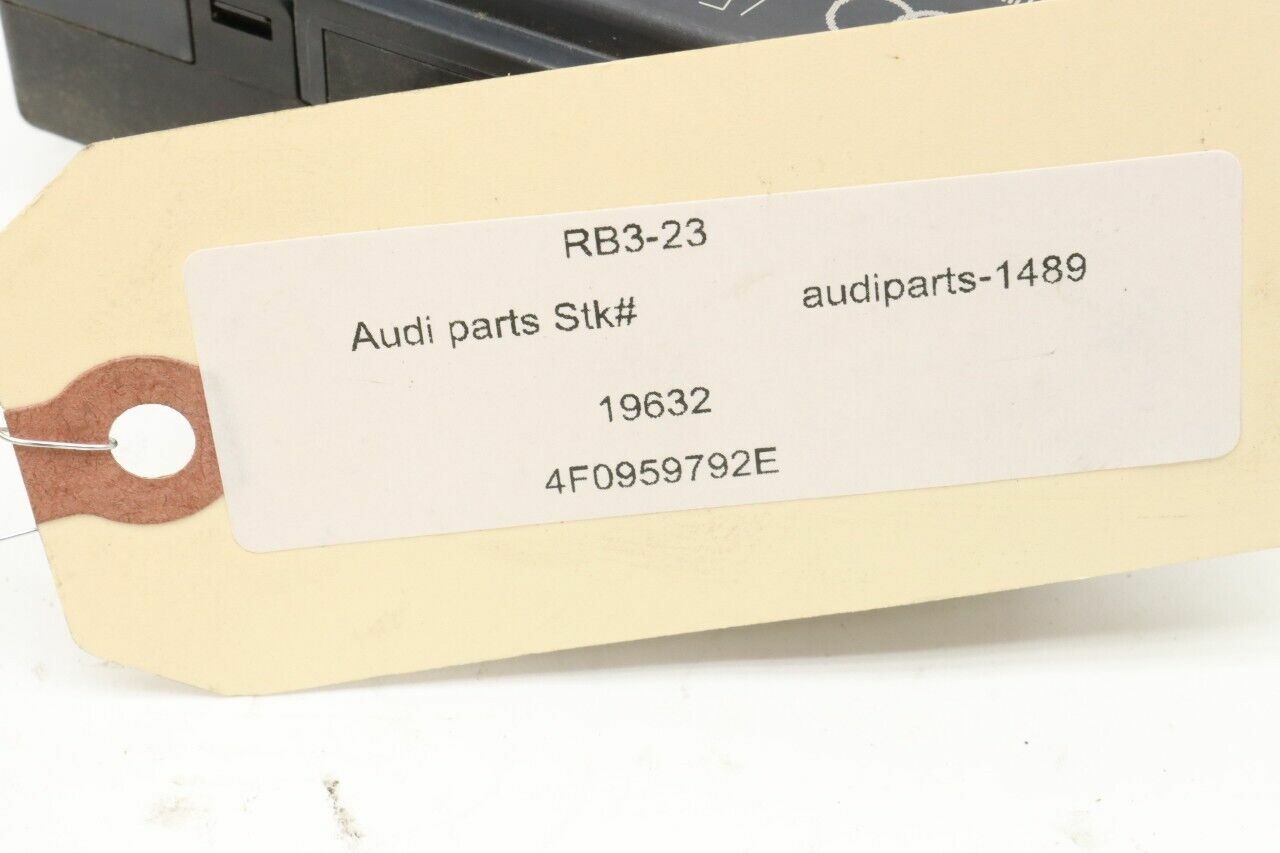 RB3-23
Audi parts Stk# audiparts-1489
19632
4F0959792E